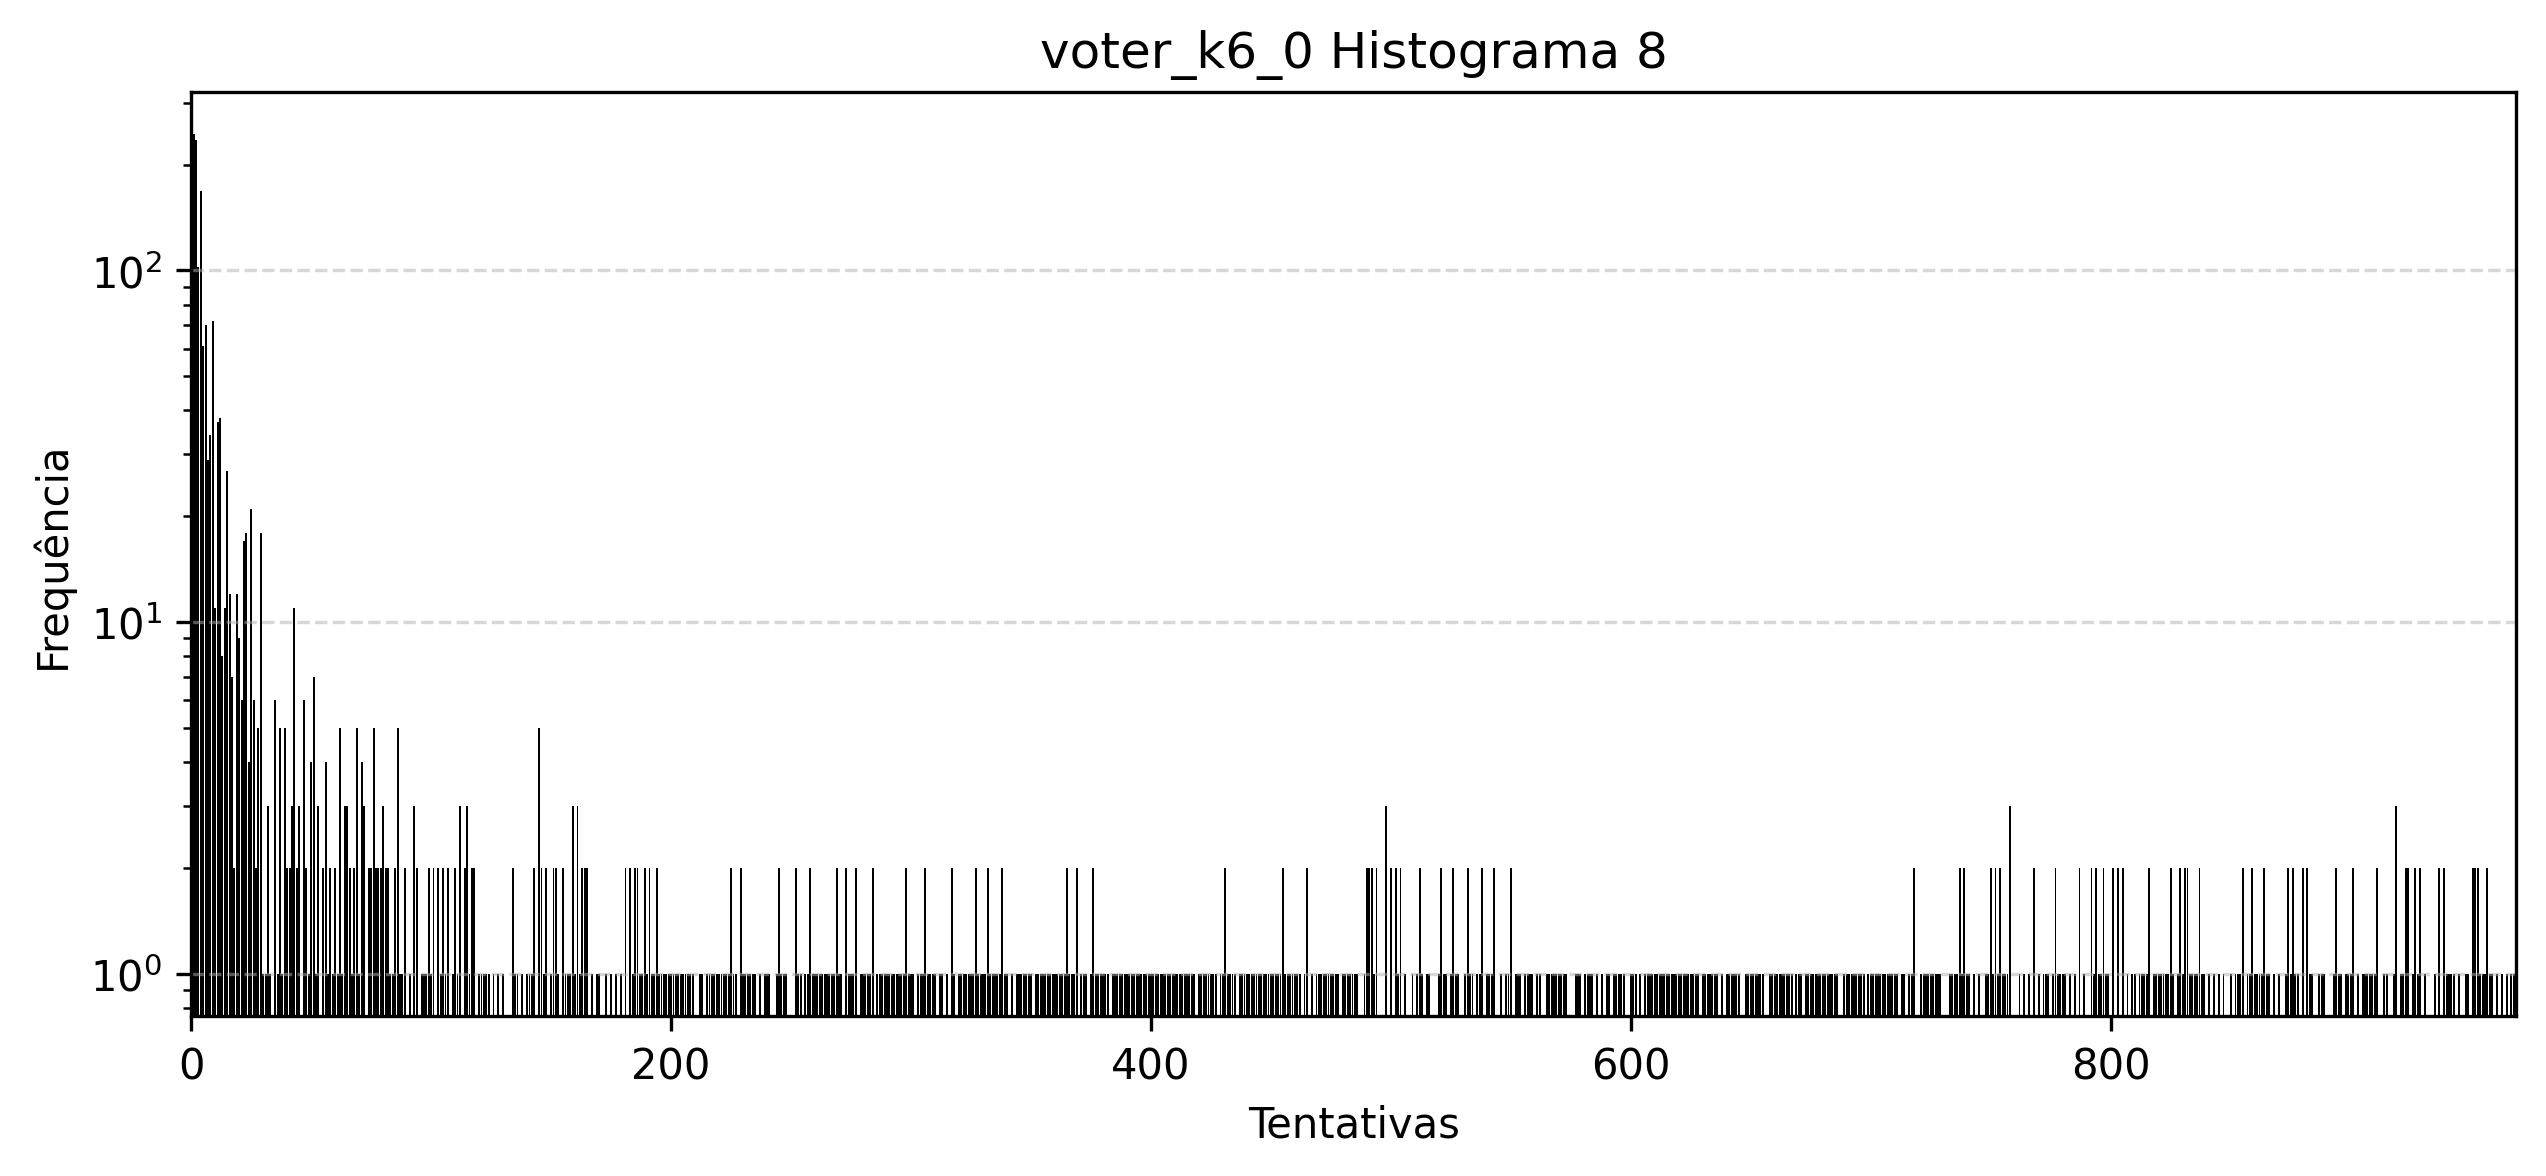 voter_k6_0 Histograma 8
Frequência
10²
10¹
10⁰
0 200 400 600 800
Tentativas